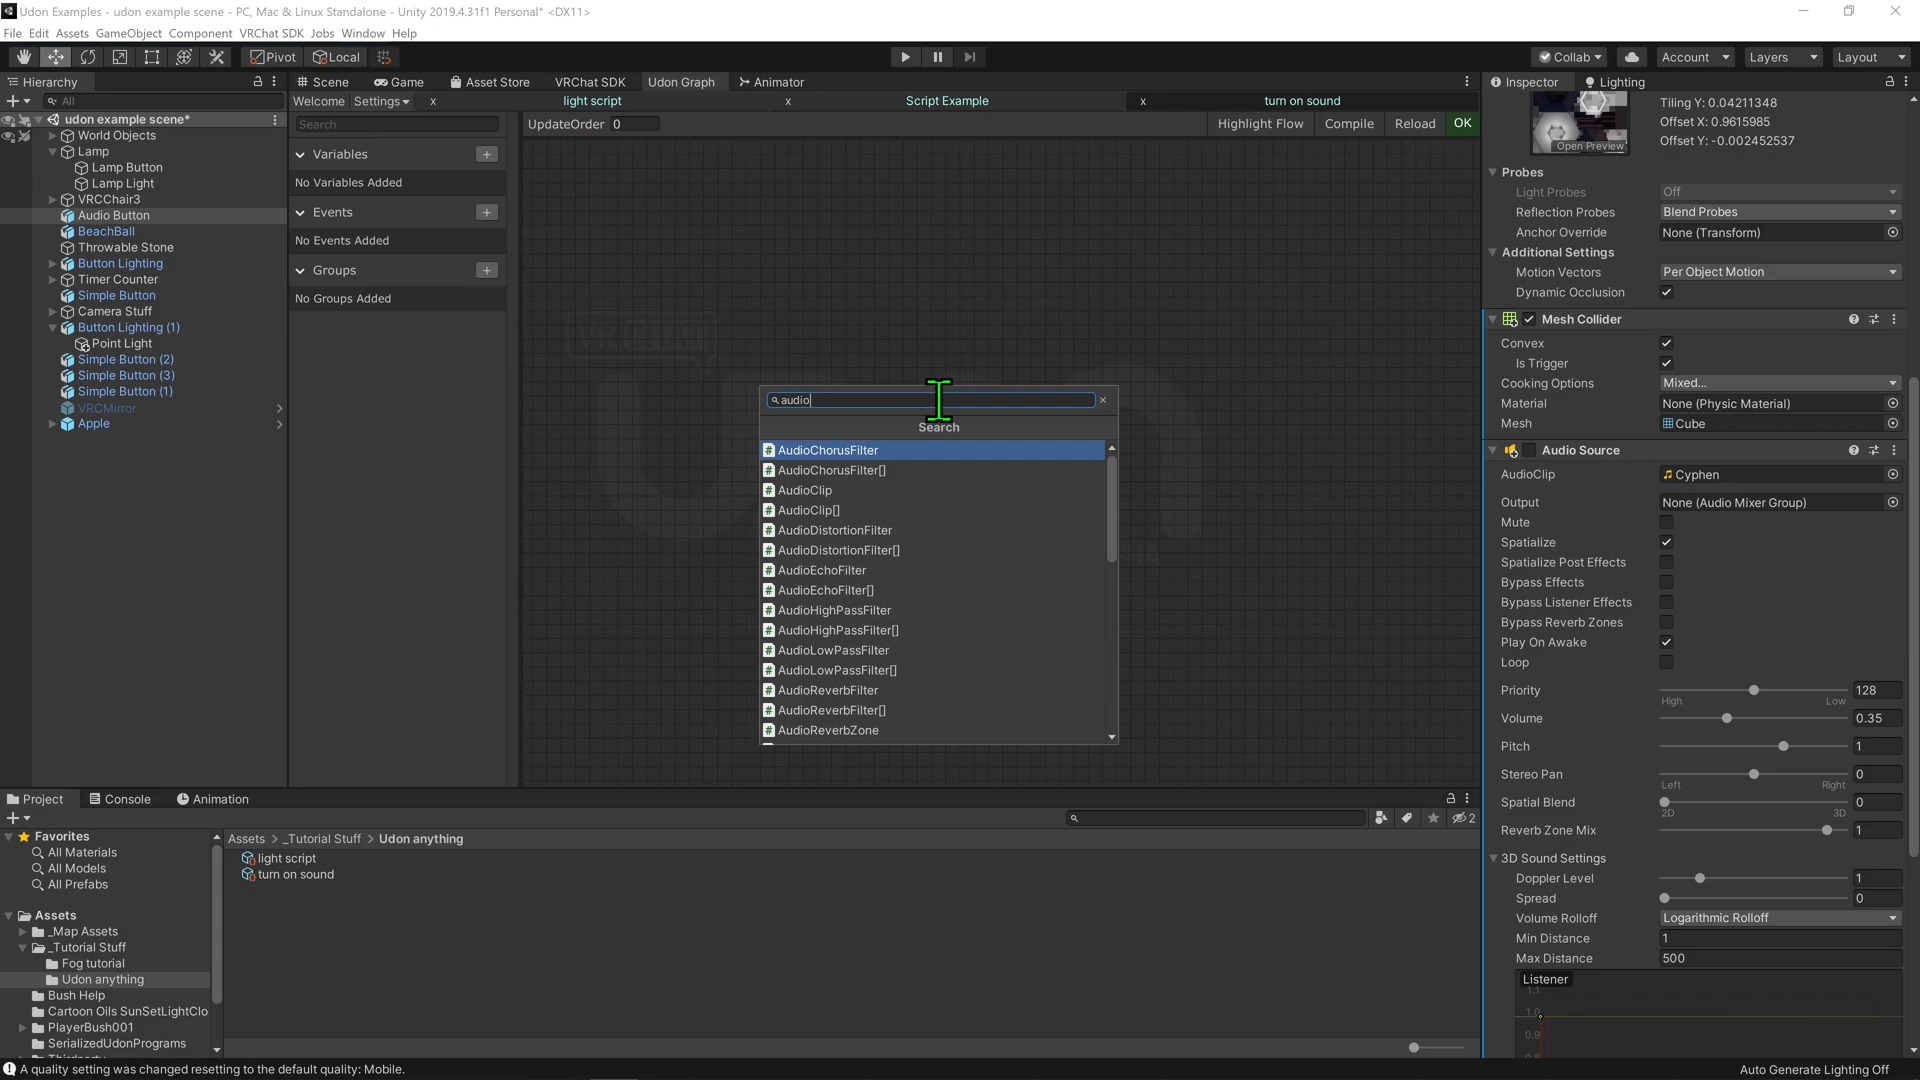 Udon Examples - udon example scene - PC, Mac & Linux Standalone - Unity 2019.4.31f1 Personal* <DX11>
File Edit Assets GameObject Component VRChat SDK Jobs Window Help
Pivot Local Collab Account Layers Layout
Hierarchy Scene Game Asset Store VRChat SDK Udon Graph Animator Inspector Lighting
All
Welcome Settings x light script x Script Example x turn on sound
Search
UpdateOrder 0 Highlight Flow Compile Reload OK
udon example scene*
World Objects
Lamp
Lamp Button
Lamp Light
VRCChair3
Audio Button
BeachBall
Throwable Stone
Button Lighting
Timer Counter
Simple Button
Camera Stuff
Button Lighting (1)
Point Light
Simple Button (2)
Simple Button (3)
Simple Button (1)
VRCMirror
Apple
Variables
No Variables Added
Events
No Events Added
Groups
No Groups Added
VRCHAT
audio
Search
AudioChorusFilter
AudioChorusFilter[]
AudioClip
AudioClip[]
AudioDistortionFilter
AudioDistortionFilter[]
AudioEchoFilter
AudioEchoFilter[]
AudioHighPassFilter
AudioHighPassFilter[]
AudioLowPassFilter
AudioLowPassFilter[]
AudioReverbFilter
AudioReverbFilter[]
AudioReverbZone
Open Preview
Tiling Y: 0.04211348
Offset X: 0.9615985
Offset Y: -0.002452537
Probes
Light Probes Off
Reflection Probes Blend Probes
Anchor Override None (Transform)
Additional Settings
Motion Vectors Per Object Motion
Dynamic Occlusion
Mesh Collider
Convex
Is Trigger
Cooking Options Mixed...
Material None (Physic Material)
Mesh Cube
Audio Source
AudioClip Cyphen
Output None (Audio Mixer Group)
Mute
Spatialize
Spatialize Post Effects
Bypass Effects
Bypass Listener Effects
Bypass Reverb Zones
Play On Awake
Loop
Priority 128
High Low
Volume 0.35
Pitch 1
Stereo Pan 0
Left Right
Spatial Blend 0
2D 3D
Reverb Zone Mix 1
3D Sound Settings
Doppler Level 1
Spread 0
Volume Rolloff Logarithmic Rolloff
Min Distance 1
Max Distance 500
Listener
1.1
1.0
0.9
Project Console Animation
2
Favorites
All Materials
All Models
All Prefabs
Assets
_Map Assets
_Tutorial Stuff
Fog tutorial
Udon anything
Bush Help
Cartoon Oils SunSetLightClo
PlayerBush001
SerializedUdonPrograms
Assets > _Tutorial Stuff > Udon anything
light script
turn on sound
A quality setting was changed resetting to the default quality: Mobile.
Auto Generate Lighting Off